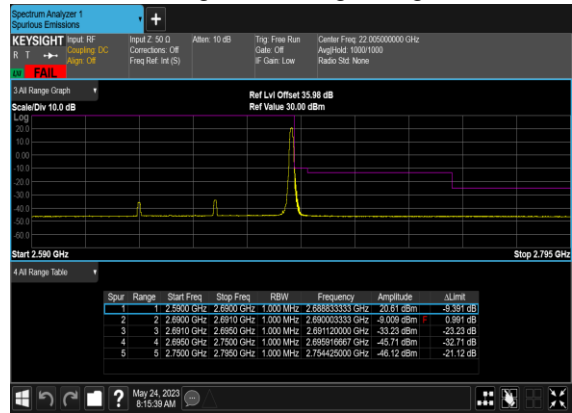 Spectrum Analyzer 1
Spurious Emissions
+
KEYSIGHT Input: RF Input Z: 50 Ω Atten: 10 dB Trig: Free Run Center Freq: 22.005000000 GHz
R T Coupling: DC Corrections: Off Gate: Off Avg|Hold: 1000/1000
Align: Off Freq Ref: Int (S) IF Gain: Low Radio Std: None
FAIL
3 All Range Graph
Ref Lvl Offset 35.98 dB
Scale/Div 10.0 dB Ref Value 30.00 dBm
Log
20.0
10.0
0.00
-10.0
-20.0
-30.0
-40.0
-50.0
-60.0
Start 2.590 GHz Stop 2.795 GHz
4 All Range Table
Spur Range Start Freq Stop Freq RBW Frequency Amplitude ΔLimit
1 1 2.5900 GHz 2.6900 GHz 1.000 MHz 2.688833333 GHz 20.61 dBm -9.391 dB
2 2 2.6900 GHz 2.6910 GHz 1.000 MHz 2.690003333 GHz -9.009 dBm F 0.991 dB
3 3 2.6910 GHz 2.6950 GHz 1.000 MHz 2.691120000 GHz -33.23 dBm -23.23 dB
4 4 2.6950 GHz 2.7500 GHz 1.000 MHz 2.695916667 GHz -45.71 dBm -32.71 dB
5 5 2.7500 GHz 2.7950 GHz 1.000 MHz 2.754425000 GHz -46.12 dBm -21.12 dB
? May 24, 2023
8:15:39 AM